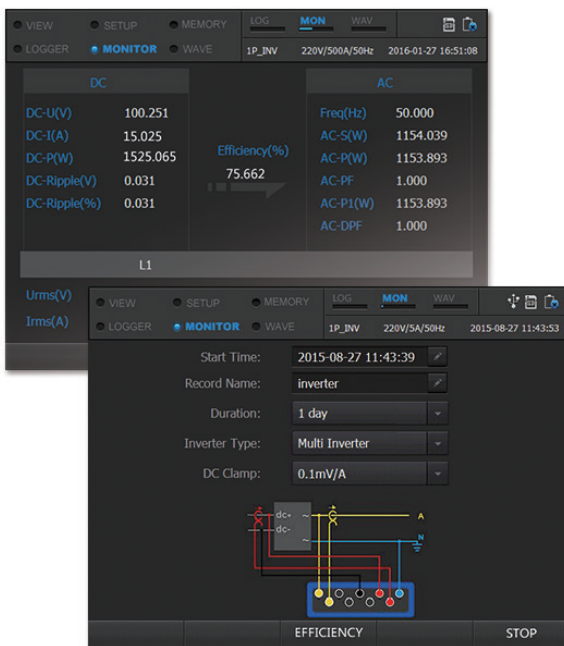 VIEW SETUP MEMORY LOG MON WAV
LOGGER MONITOR WAVE 1P_INV 220V/500A/50Hz 2016-01-27 16:51:08
DC AC
DC-U(V) 100.251 Freq(Hz) 50.000
DC-I(A) 15.025 AC-S(W) 1154.039
DC-P(W) 1525.065 Efficiency(%) AC-P(W) 1153.893
DC-Ripple(V) 0.031 75.662 AC-PF 1.000
DC-Ripple(%) 0.031 AC-P1(W) 1153.893
AC-DPF 1.000
L1
Urms(V)
Irms(A)
VIEW SETUP MEMORY LOG MON WAV
LOGGER MONITOR WAVE 1P_INV 220V/5A/50Hz 2015-08-27 11:43:53
Start Time: 2015-08-27 11:43:39
Record Name: inverter
Duration: 1 day
Inverter Type: Multi Inverter
DC Clamp: 0.1mV/A
dc+ ~ A
dc- N
~
EFFICIENCY STOP